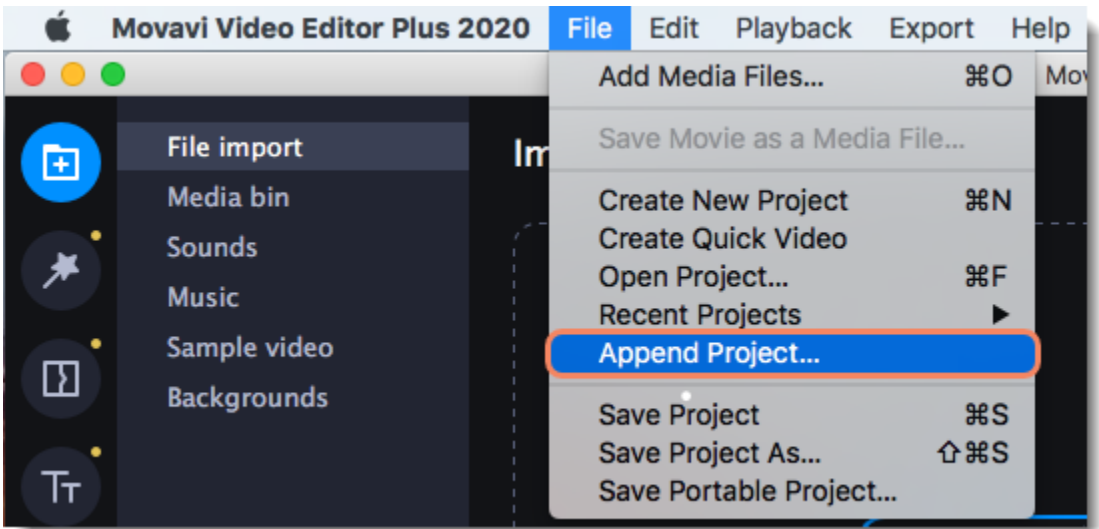 Movavi Video Editor Plus 2020 File Edit Playback Export Help
Add Media Files... ⌘O
Save Movie as a Media File...
Create New Project ⌘N
Create Quick Video
Open Project... ⌘F
Recent Projects ▶
Append Project...
Save Project ⌘S
Save Project As... ⇧⌘S
Save Portable Project...
File import
Media bin
Sounds
Music
Sample video
Backgrounds
TT